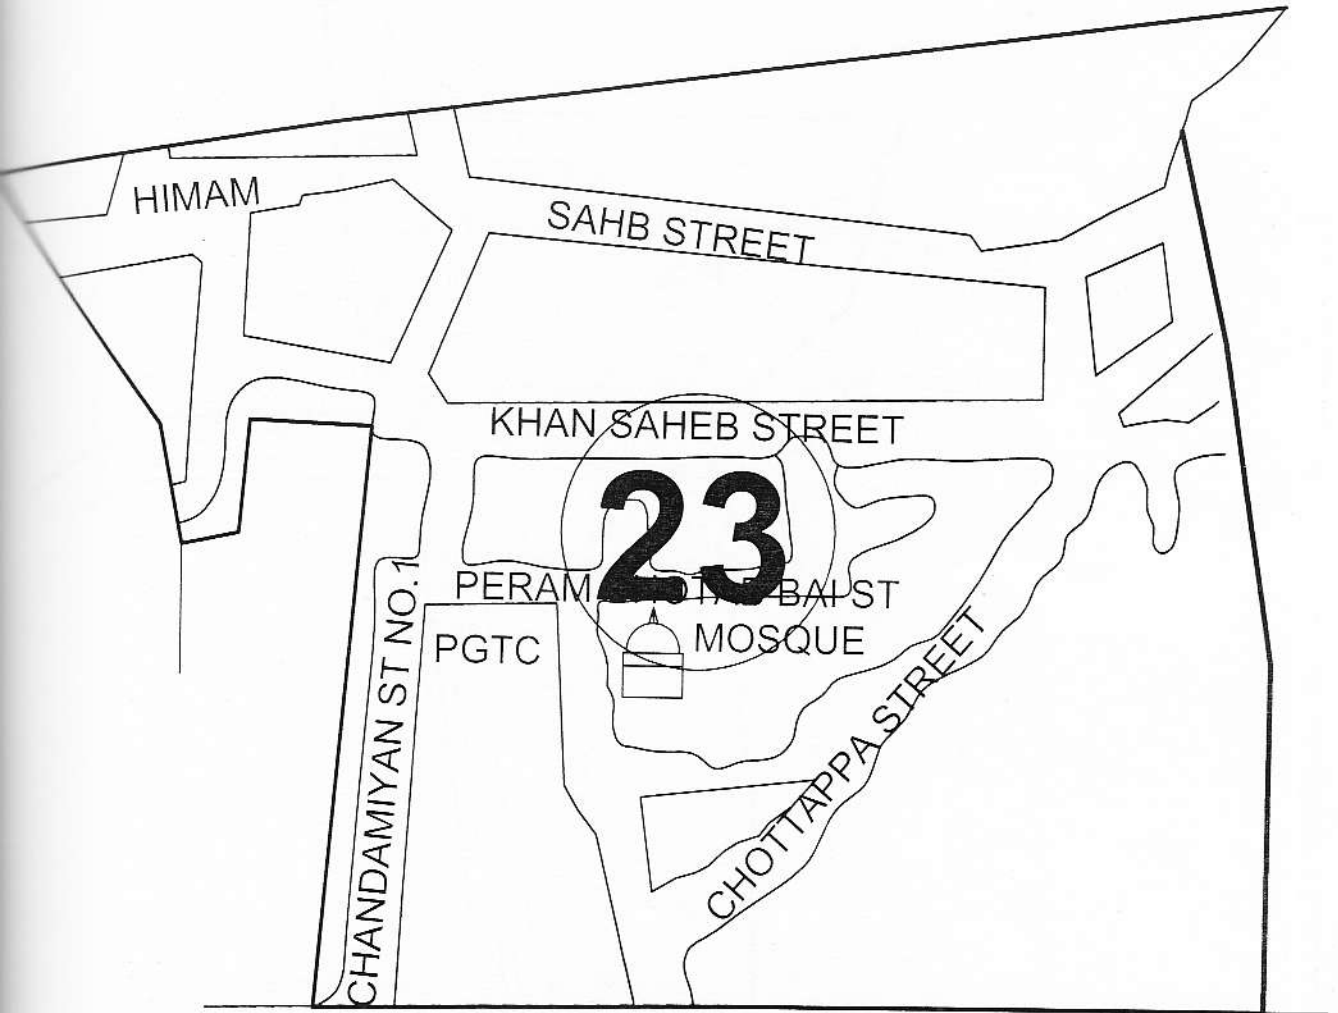 HIMAM
SAHB STREET
KHAN SAHEB STREET
23
PERAM BAI ST
PGTC
MOSQUE
CHANDAMIYAN ST NO.1
CHOTTAPPA STREET